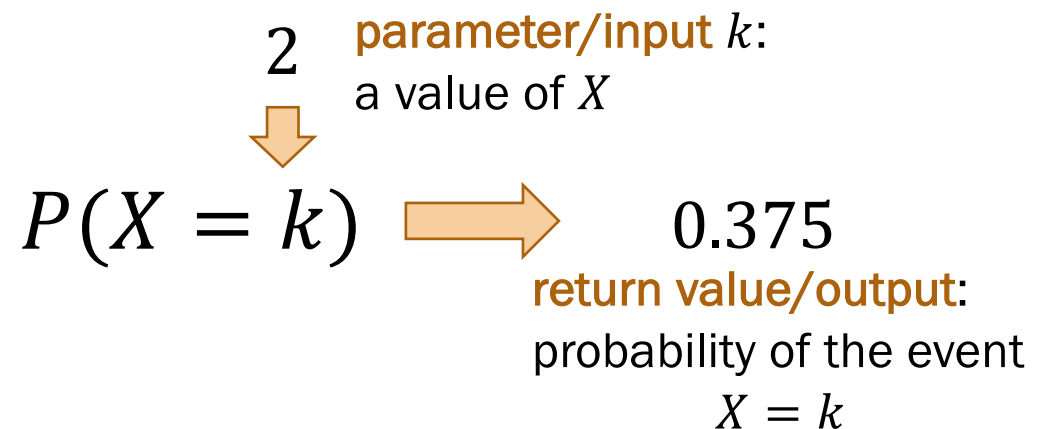 2
parameter/input k:
a value of X
P(X = k)
0.375
return value/output:
probability of the event
X = k